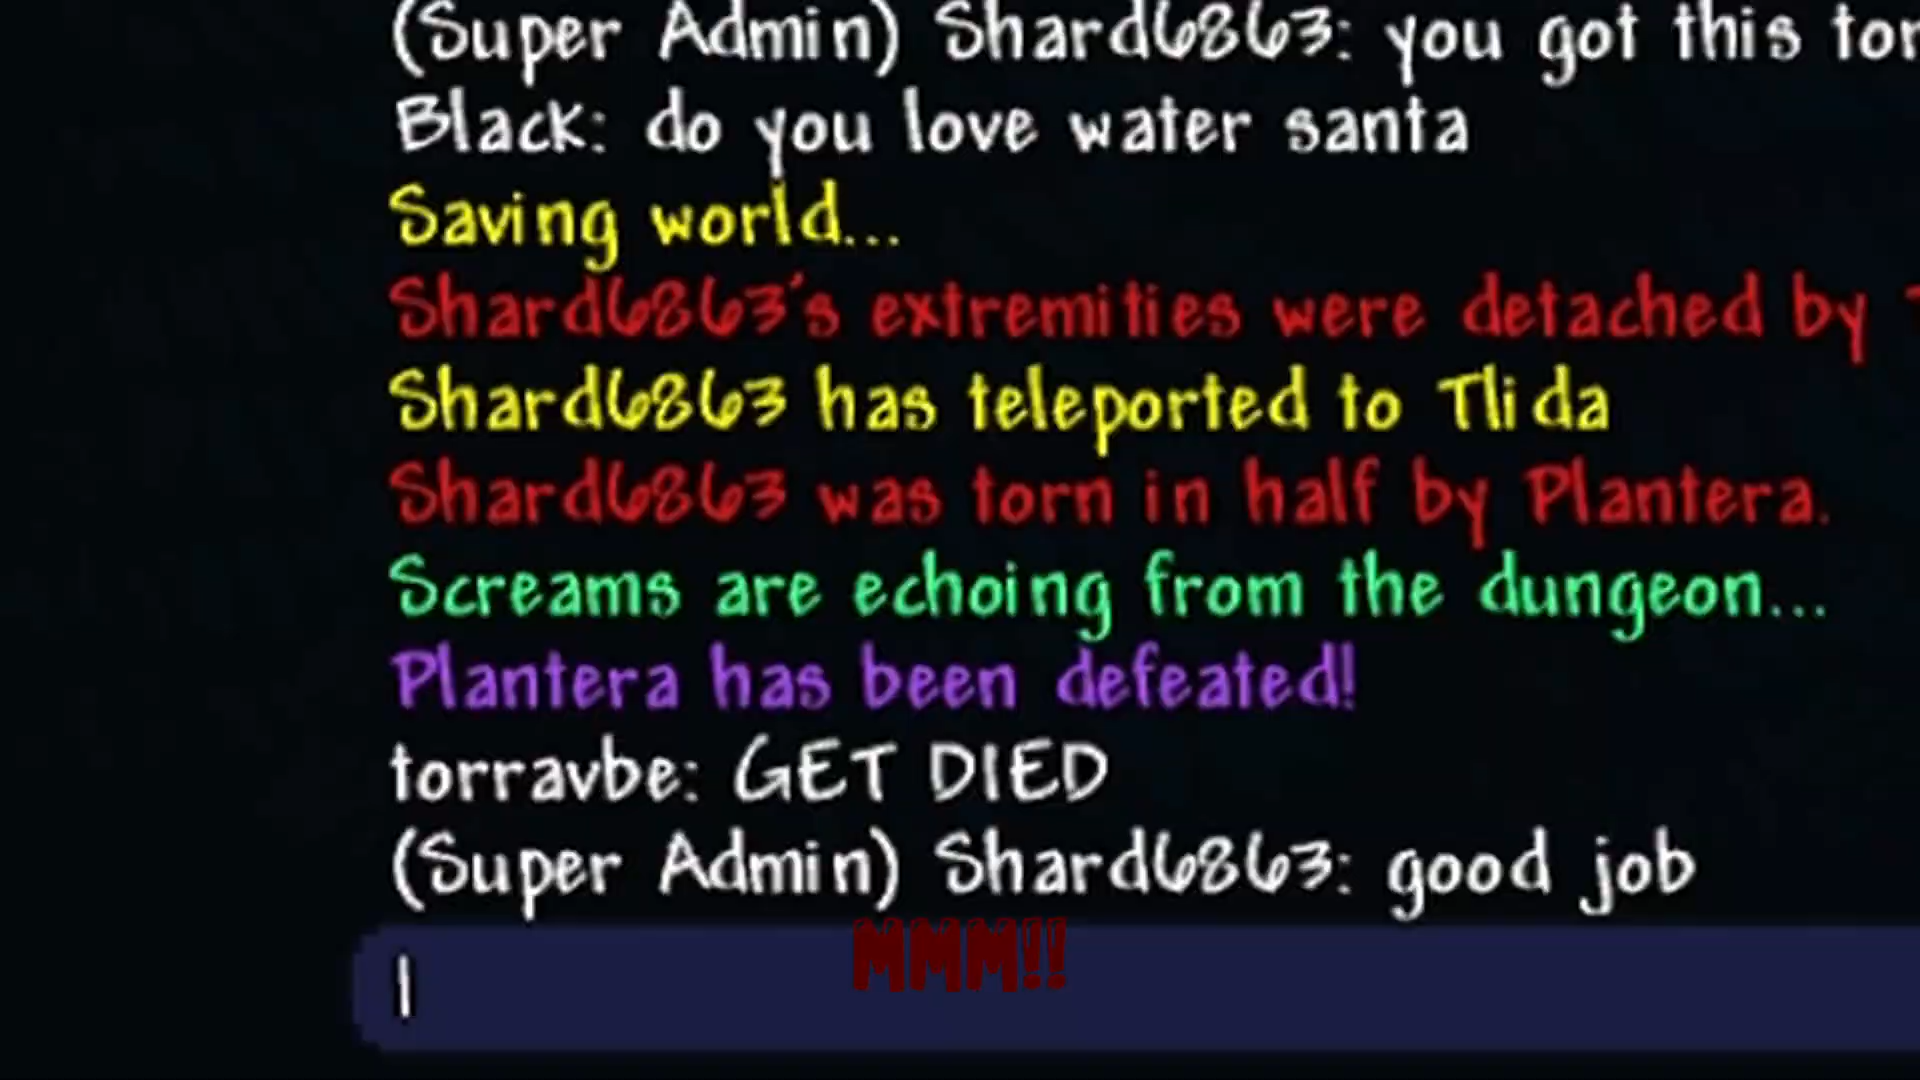 (Super Admin) Shard6863: you got this
Black: do you love water santa
Saving world...
Shard6863's extremities were detached by
Shard6863 has teleported to Tlida
Shard6863 was torn in half by Plantera.
Screams are echoing from the dungeon...
Plantera has been defeated!
torravbe: GET DIED
(Super Admin) Shard6863: good job
MMM!!